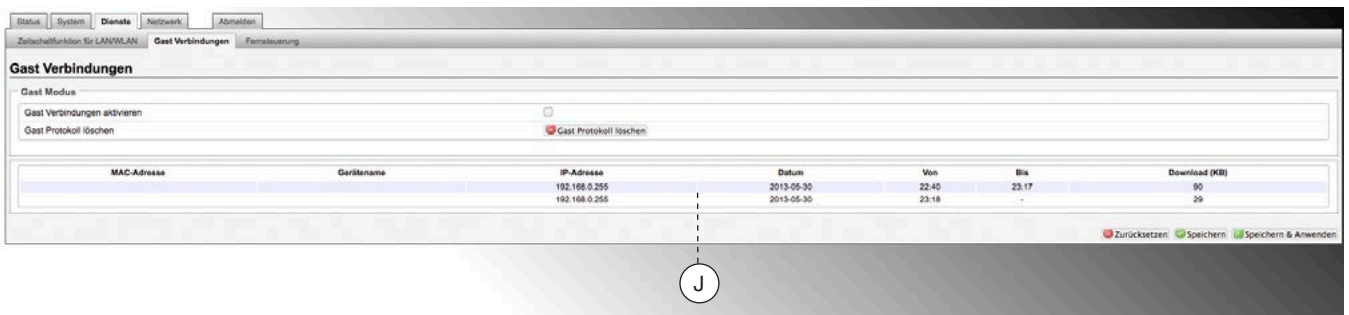 Status System Dienste Netzwerk Abmelden
Zeitschaltfunktion für LAN/WLAN Gast Verbindungen Fernsteuerung
Gast Verbindungen
Gast Modus
Gast Verbindungen aktivieren
Gast Protokoll löschen Gast Protokoll löschen
MAC-Adresse Gerätename IP-Adresse Datum Von Bis Download (KB)
192.168.0.255 2013-05-30 22:40 23:17 90
192.168.0.255 2013-05-30 23:18 - 29
Zurücksetzen Speichern Speichern & Anwenden
J